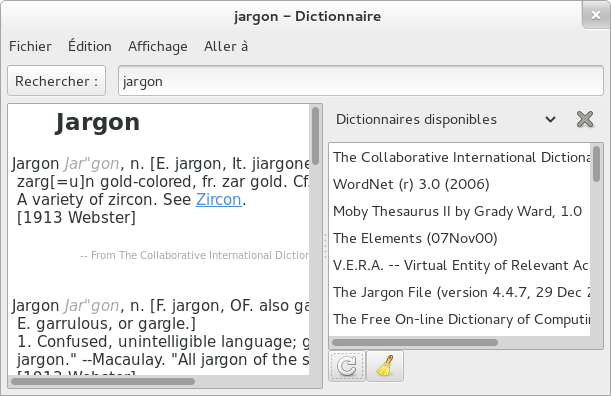 jargon – Dictionnaire
Fichier Édition Affichage Aller à
Rechercher : jargon
Jargon
Jargon Jar"gon, n. [E. jargon, It. jiargone
zarg[=u]n gold-colored, fr. zar gold. Cf.
A variety of zircon. See Zircon.
[1913 Webster]
-- From The Collaborative International Diction
Jargon Jar"gon, n. [F. jargon, OF. also ga
E. garrulous, or gargle.]
1. Confused, unintelligible language; g
jargon." --Macaulay. "All jargon of the s
[1913 Webster]
Dictionnaires disponibles
The Collaborative International Dictiona
WordNet (r) 3.0 (2006)
Moby Thesaurus II by Grady Ward, 1.0
The Elements (07Nov00)
V.E.R.A. -- Virtual Entity of Relevant Ac
The Jargon File (version 4.4.7, 29 Dec 2
The Free On-line Dictionary of Computin